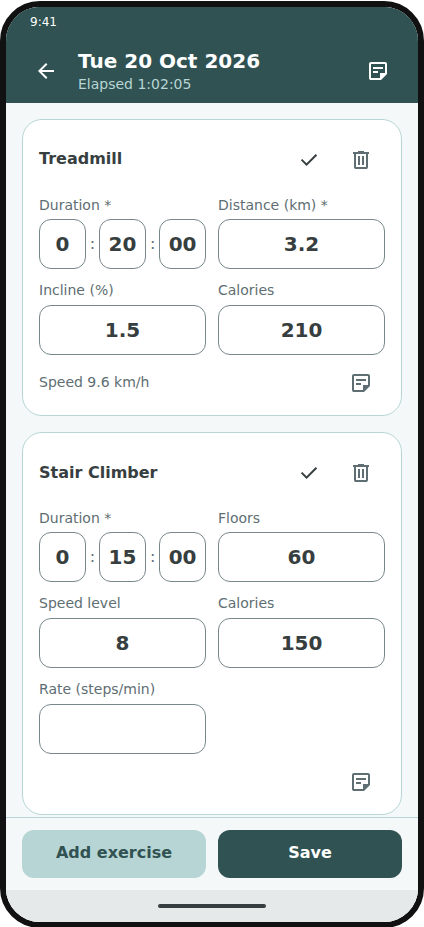 9:41
Tue 20 Oct 2026
Elapsed 1:02:05
Treadmill
Duration * Distance (km) *
0 : 20 : 00 3.2
Incline (%) Calories
1.5 210
Speed 9.6 km/h
Stair Climber
Duration * Floors
0 : 15 : 00 60
Speed level Calories
8 150
Rate (steps/min)
Add exercise Save